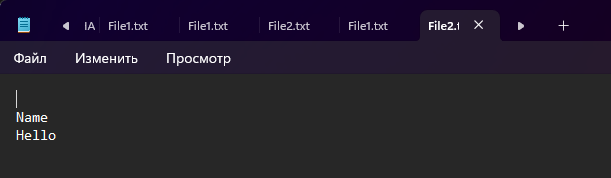 IA File1.txt File1.txt File2.txt File1.txt File2.t
Файл Изменить Просмотр
Name
Hello